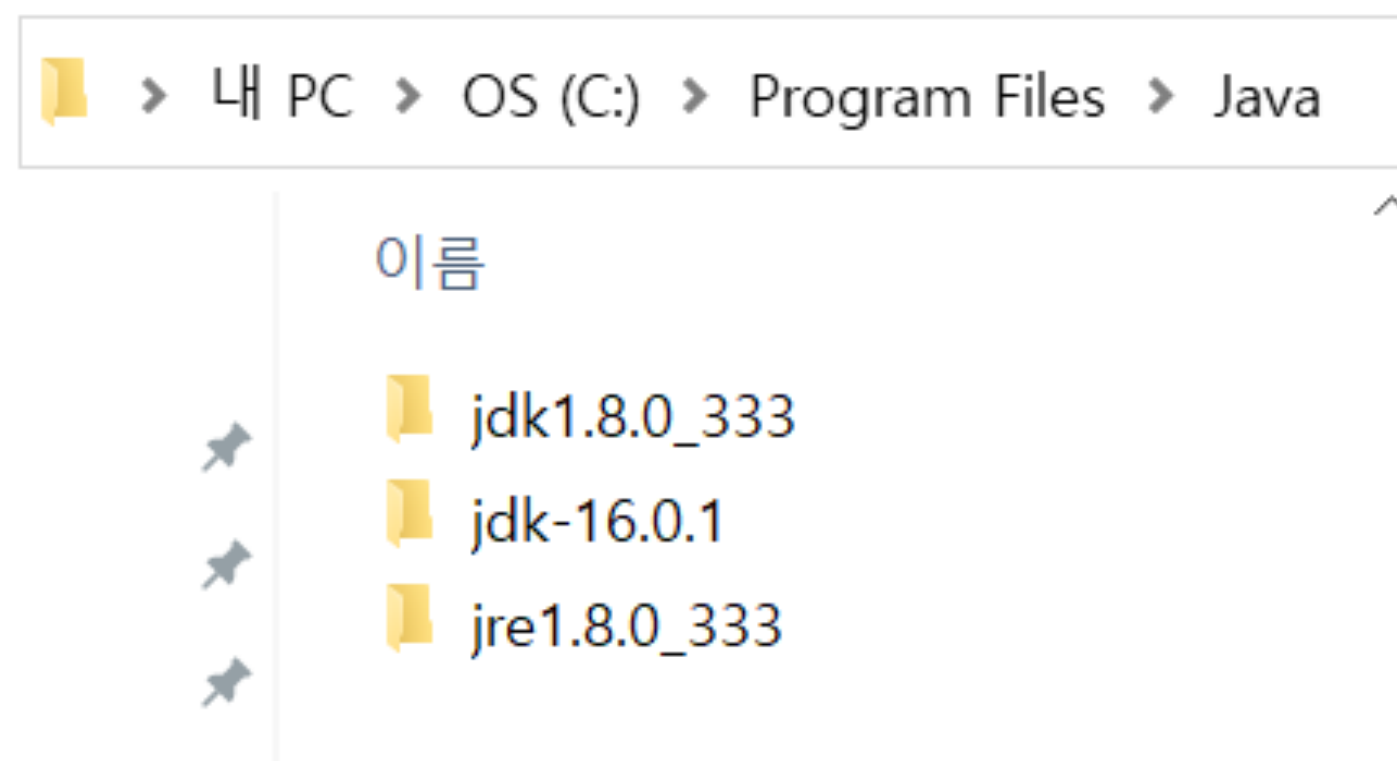 내 PC > OS (C:) > Program Files > Java
이름
jdk1.8.0_333
jdk-16.0.1
jre1.8.0_333